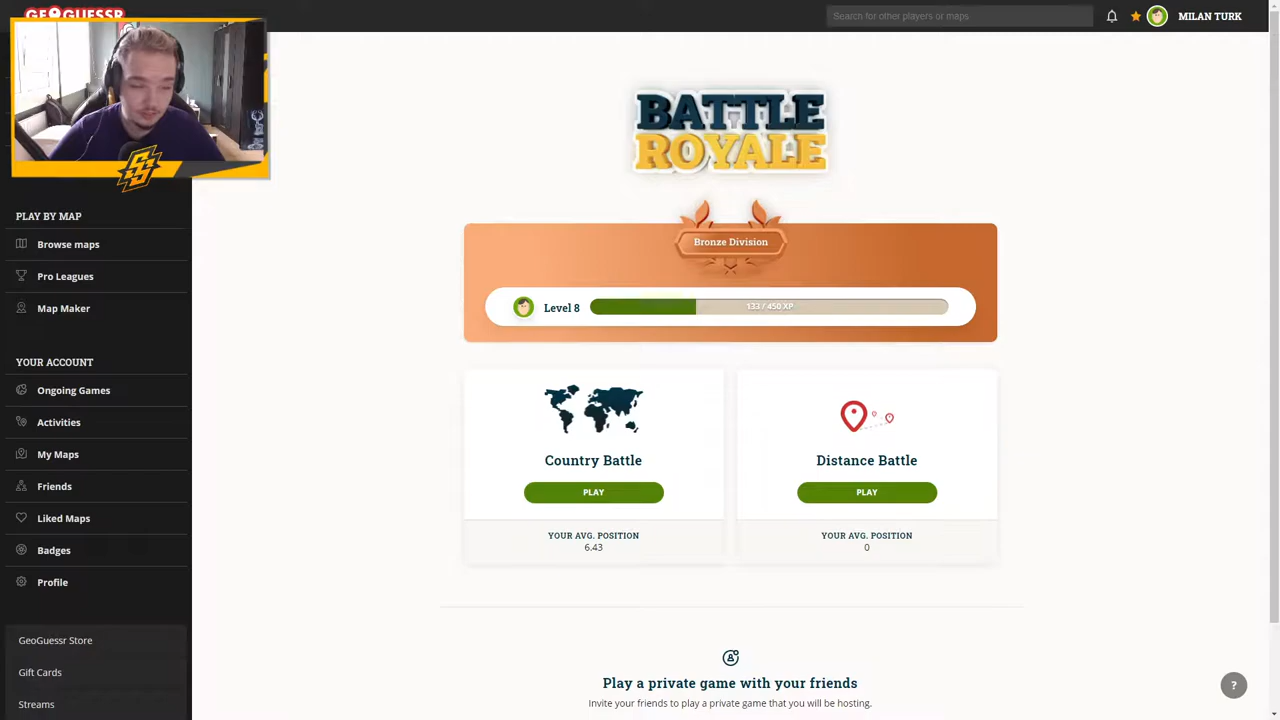 GEOGUESSR
Search for other players or maps
MILAN TURK
BATTLE
ROYALE
PLAY BY MAP
Browse maps
Pro Leagues
Map Maker
YOUR ACCOUNT
Ongoing Games
Activities
My Maps
Friends
Liked Maps
Badges
Profile
GeoGuessr Store
Gift Cards
Streams
Bronze Division
Level 8
133 / 450 XP
Country Battle
PLAY
YOUR AVG. POSITION
6.43
Distance Battle
PLAY
YOUR AVG. POSITION
0
Play a private game with your friends
Invite your friends to play a private game that you will be hosting.
?